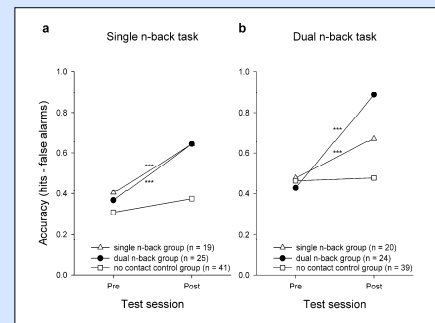 a
Single n-back task
b
Dual n-back task
Accuracy (hits - false alarms)
1.0
0.8
0.6
0.4
0.2
0.0
***
***
single n-back group (n = 19)
dual n-back group (n = 25)
no contact control group (n = 41)
Pre
Post
Test session
1.0
0.8
0.6
0.4
0.2
0.0
***
***
single n-back group (n = 20)
dual n-back group (n = 24)
no contact control group (n = 39)
Pre
Post
Test session